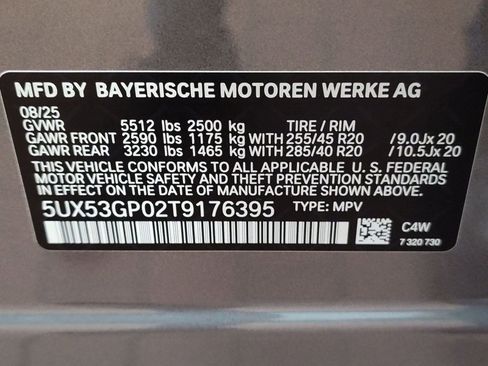 MFD BY BAYERISCHE MOTOREN WERKE AG
08/25
GVWR 5512 lbs 2500 kg TIRE / RIM
GAWR FRONT 2590 lbs 1175 kg WITH 255/45 R20 /9.0Jx 20
GAWR REAR 3230 lbs 1465 kg WITH 285/40 R20 /10.5Jx 20
THIS VEHICLE CONFORMS TO ALL APPLICABLE U.S. FEDERAL
MOTOR VEHICLE SAFETY AND THEFT PREVENTION STANDARDS
IN EFFECT ON THE DATE OF MANUFACTURE SHOWN ABOVE.
5UX53GP02T9176395 TYPE: MPV
C4W
7 320 730